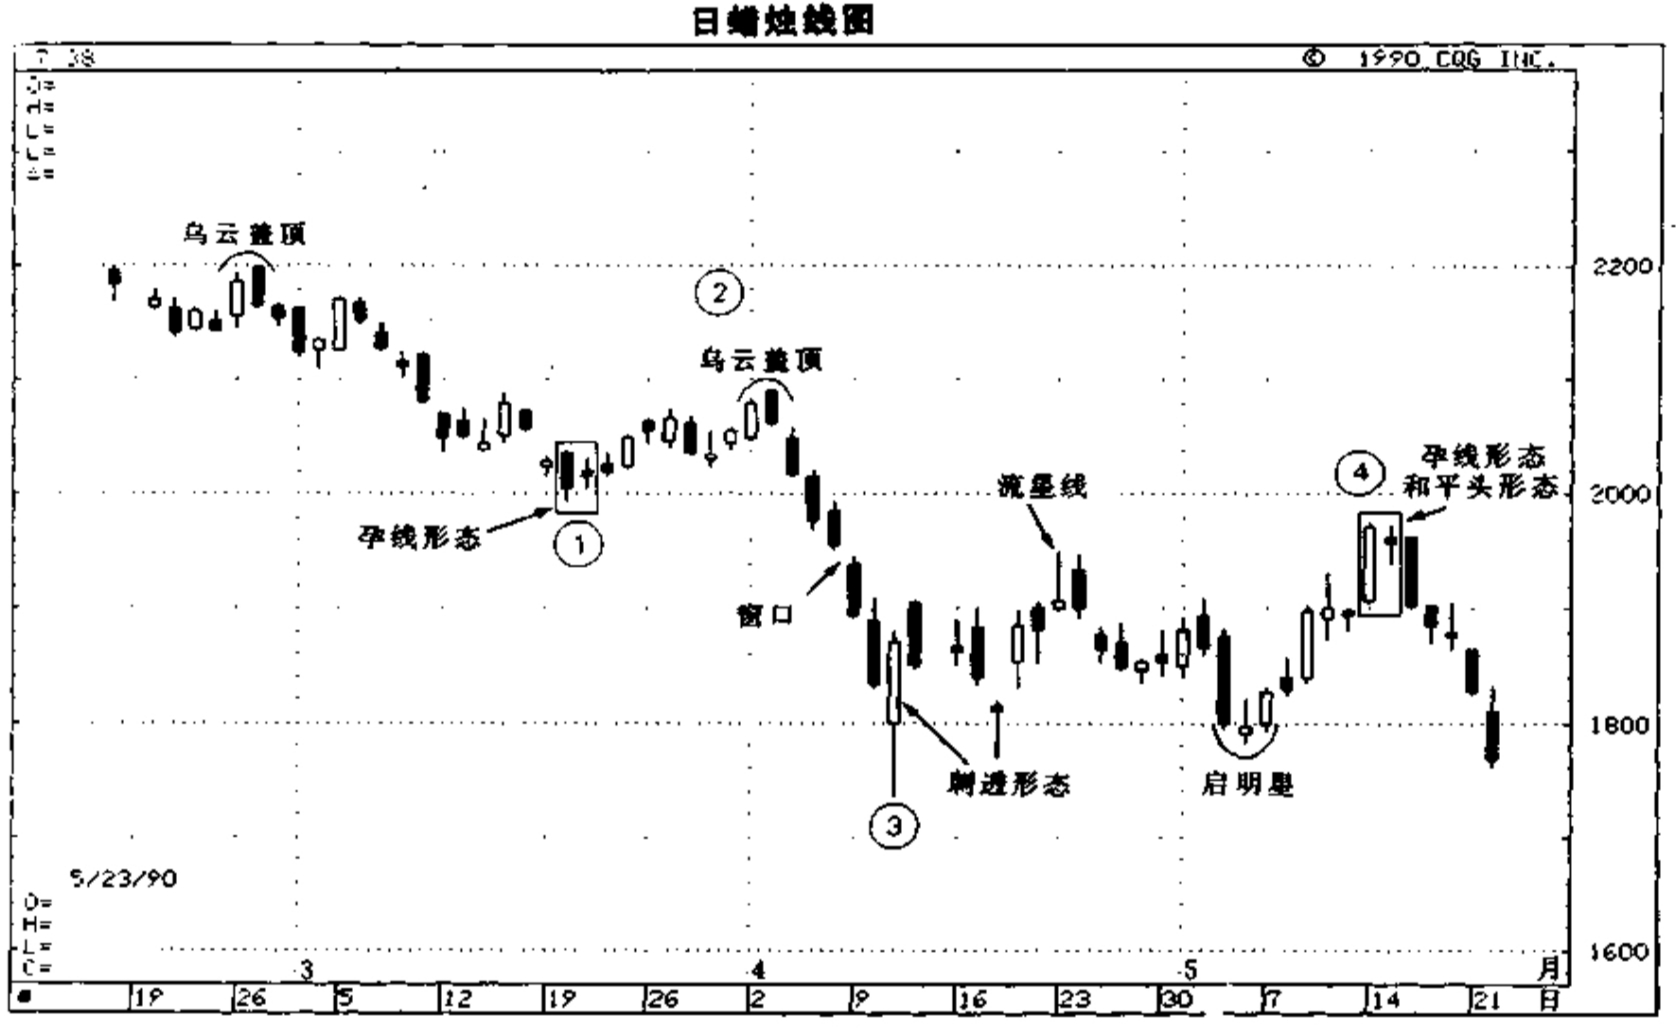 日蜡烛线图
© 1990 CQG INC.
乌云盖顶
2200
②
乌云盖顶
④
孕线形态
和平头形态
流星线
2000
孕线形态
①
窗口
1800
刺透形态
启明星
③
5/23/90
O=
H=
L=
C=
1600
3 4 5 月
19 26 5 12 19 26 2 9 16 23 30 7 14 21 日